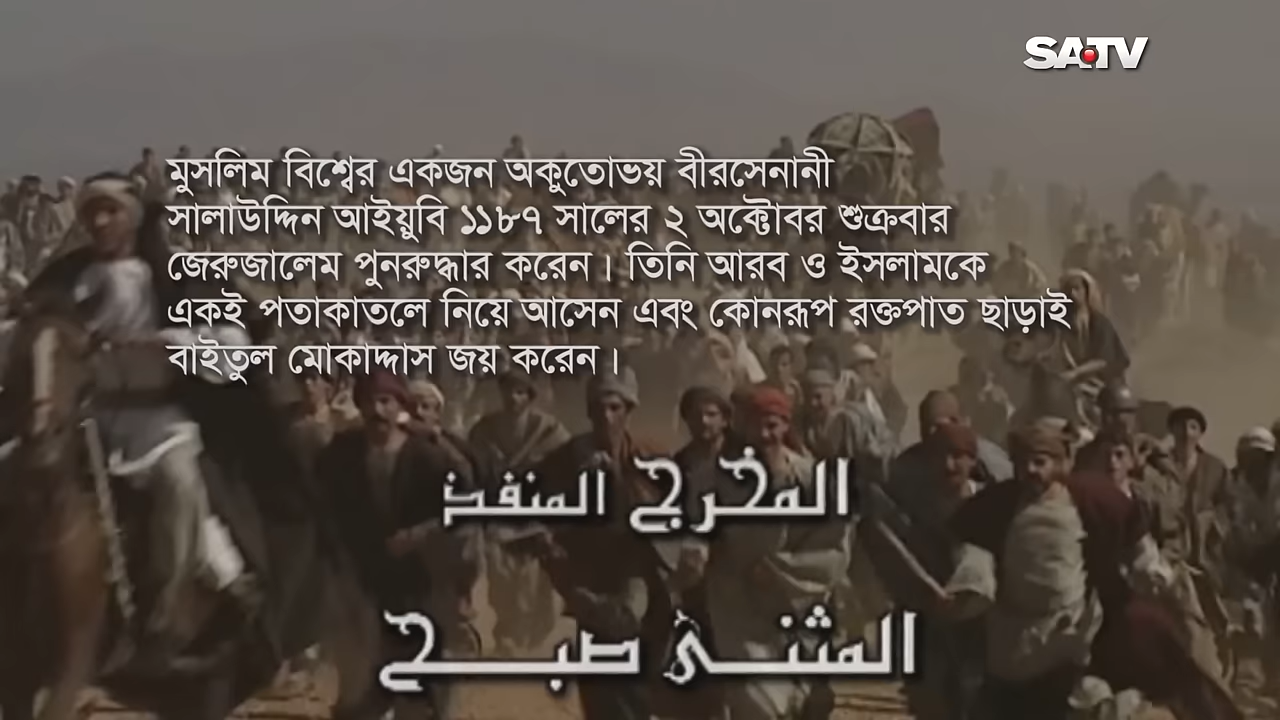 SATV
মুসলিম বিশ্বের একজন অকুতোভয় বীরসেনানী
সালাউদ্দিন আইয়ুবি ১১৮৭ সালের ২ অক্টোবর শুক্রবার
জেরুজালেম পুনরুদ্ধার করেন। তিনি আরব ও ইসলামকে
একই পতাকাতলে নিয়ে আসেন এবং কোনরূপ রক্তপাত ছাড়াই
বাইতুল মোকাদ্দাস জয় করেন।
المخرج المنفذ
المثنى صبح